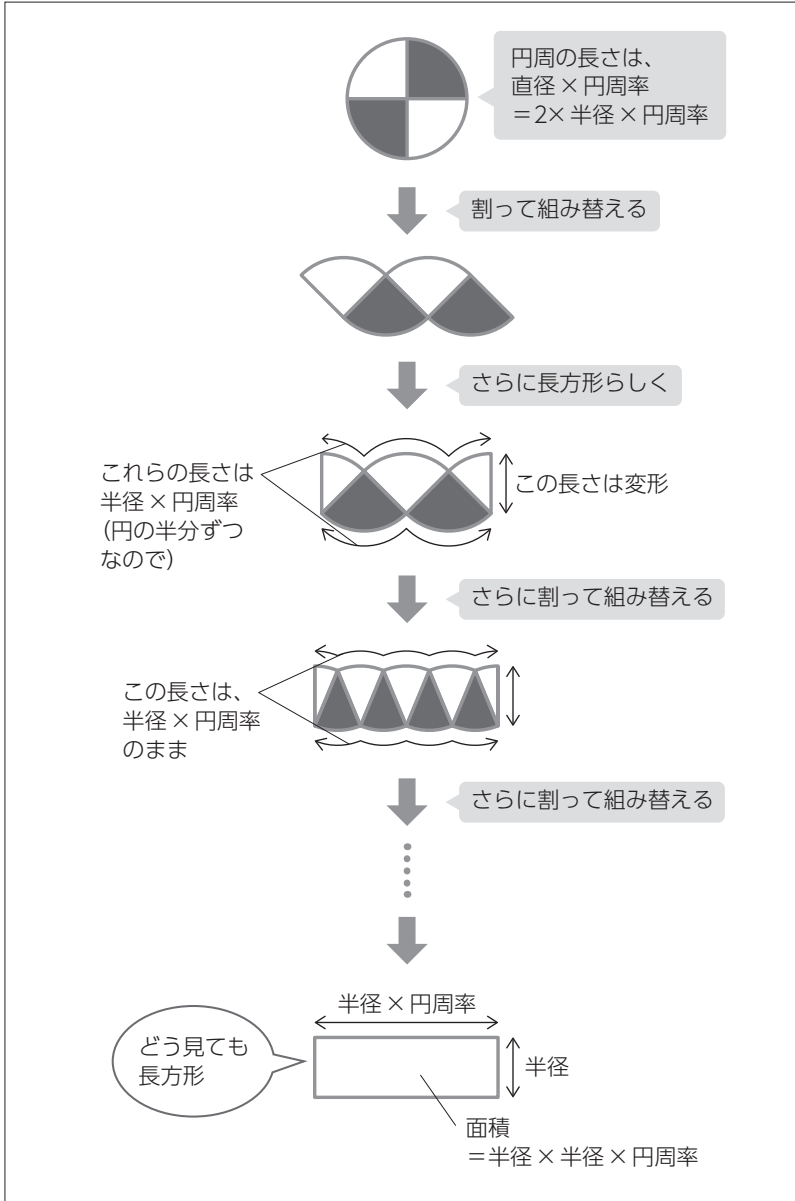 円周の長さは、
直径×円周率
＝2×半径×円周率
割って組み替える
さらに長方形らしく
これらの長さは
半径×円周率
(円の半分ずつ
なので)
この長さは変形
さらに割って組み替える
この長さは、
半径×円周率
のまま
さらに割って組み替える
半径×円周率
どう見ても
長方形
半径
面積
＝半径×半径×円周率